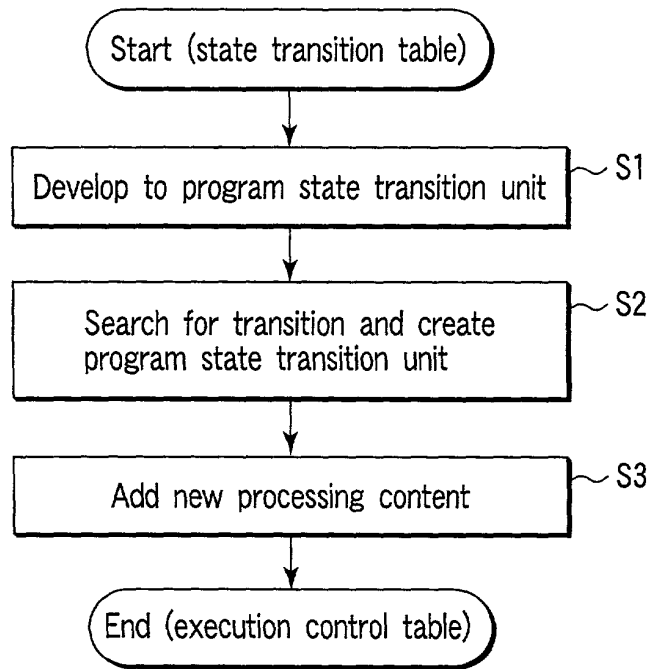 Start (state transition table)
Develop to program state transition unit
S1
Search for transition and create
program state transition unit
S2
Add new processing content
S3
End (execution control table)